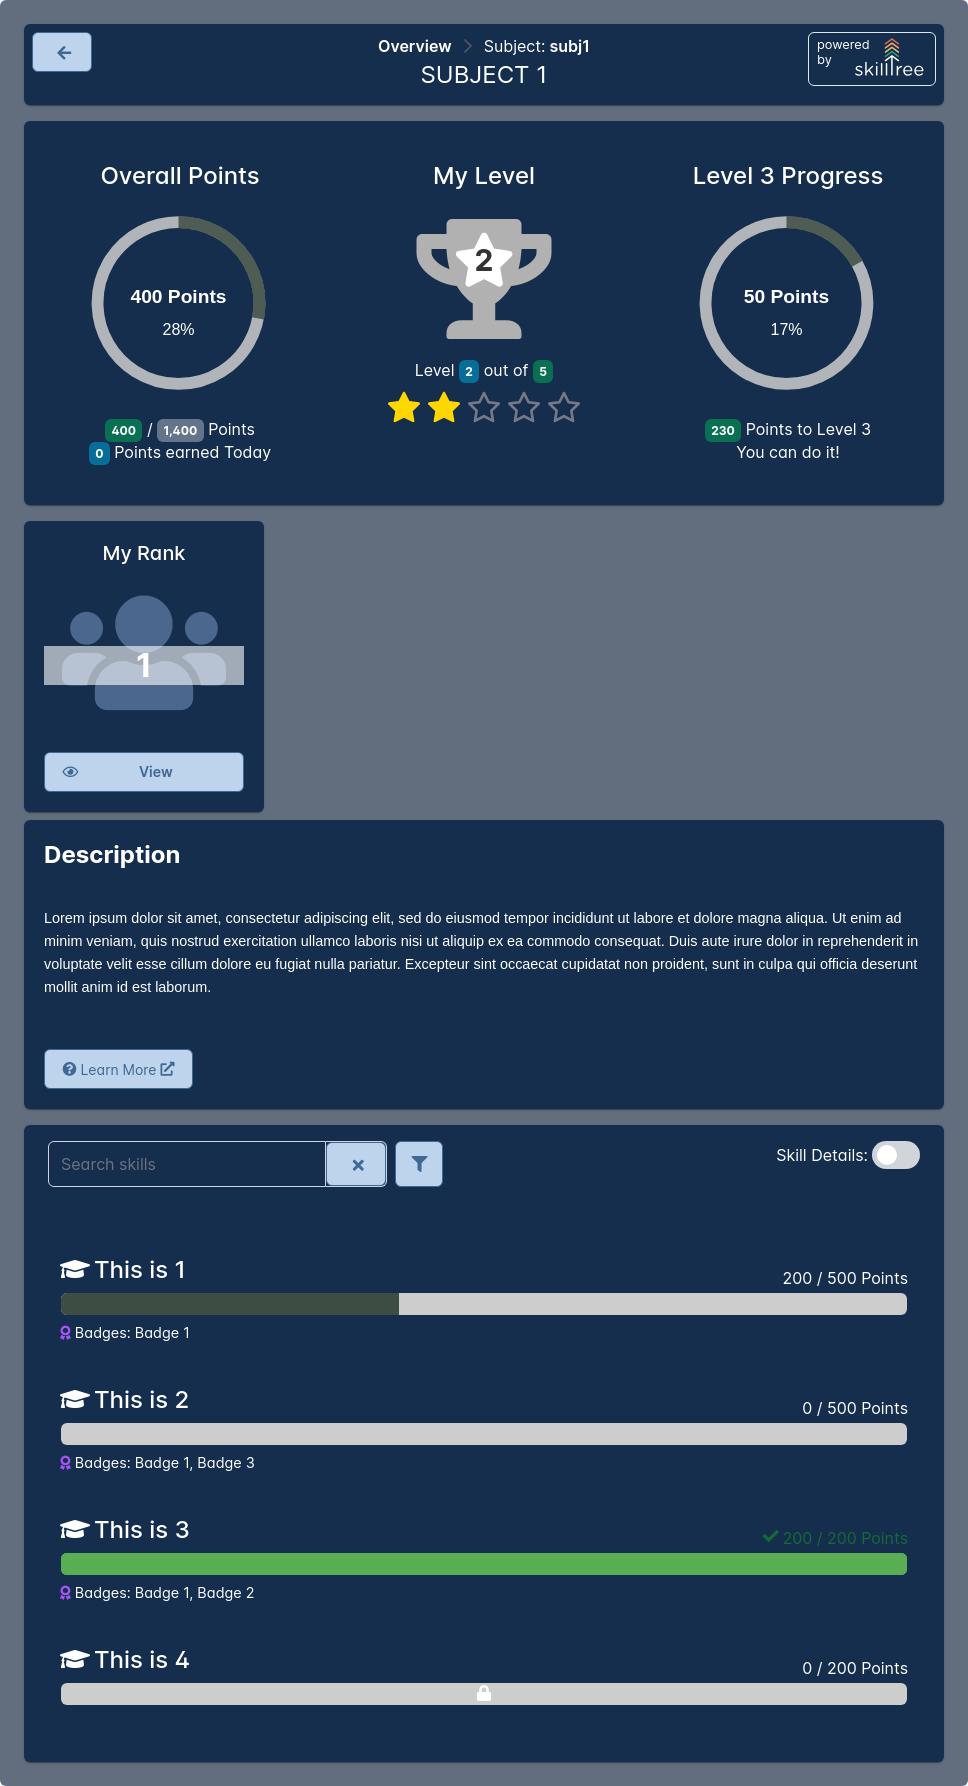 Overview > Subject: subj1
SUBJECT 1
powered by skilltree
Overall Points
400 Points
28%
400 / 1,400 Points
0 Points earned Today
My Level
2
Level 2 out of 5
Level 3 Progress
50 Points
17%
230 Points to Level 3
You can do it!
My Rank
1
View
Description
Lorem ipsum dolor sit amet, consectetur adipiscing elit, sed do eiusmod tempor incididunt ut labore et dolore magna aliqua. Ut enim ad
minim veniam, quis nostrud exercitation ullamco laboris nisi ut aliquip ex ea commodo consequat. Duis aute irure dolor in reprehenderit in
voluptate velit esse cillum dolore eu fugiat nulla pariatur. Excepteur sint occaecat cupidatat non proident, sunt in culpa qui officia deserunt
mollit anim id est laborum.
Learn More
Search skills
Skill Details:
This is 1
200 / 500 Points
Badges: Badge 1
This is 2
0 / 500 Points
Badges: Badge 1, Badge 3
This is 3
200 / 200 Points
Badges: Badge 1, Badge 2
This is 4
0 / 200 Points